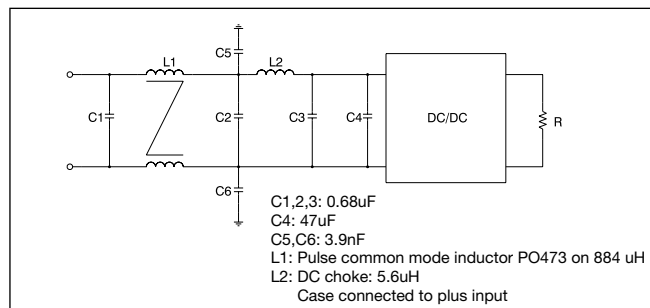 C5
L1
L2
C1
C2
C3
C4
DC/DC
R
C6
C1,2,3: 0.68uF
C4: 47uF
C5,C6: 3.9nF
L1: Pulse common mode inductor PO473 on 884 uH
L2: DC choke: 5.6uH
Case connected to plus input